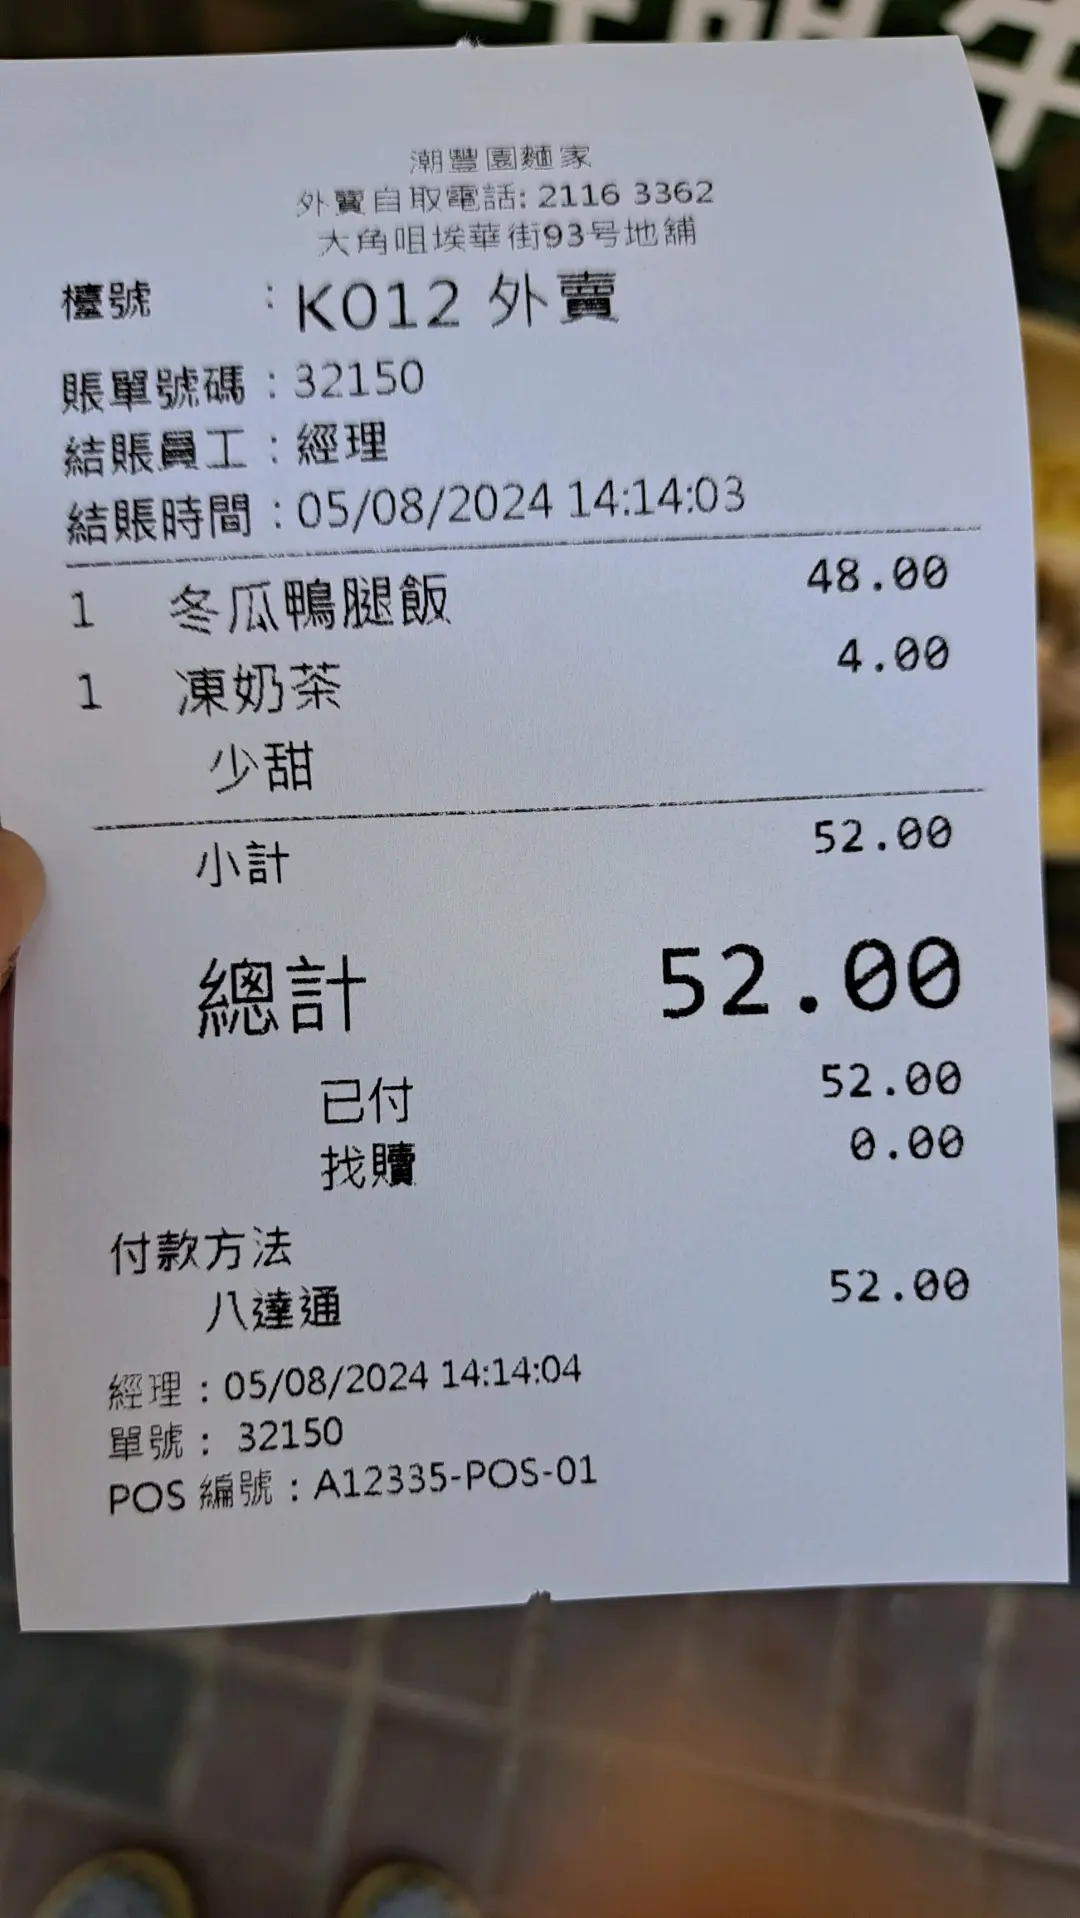 潮豐園麵家
外賣自取電話: 2116 3362
大角咀埃華街93号地舖
檯號 : K012 外賣
賬單號碼 : 32150
結賬員工 : 經理
結賬時間 : 05/08/2024 14:14:03
1 冬瓜鴨腿飯 48.00
1 凍奶茶 4.00
少甜
小計 52.00
總計 52.00
已付 52.00
找贖 0.00
付款方法
八達通 52.00
經理 : 05/08/2024 14:14:04
單號 : 32150
POS 編號 : A12335-POS-01